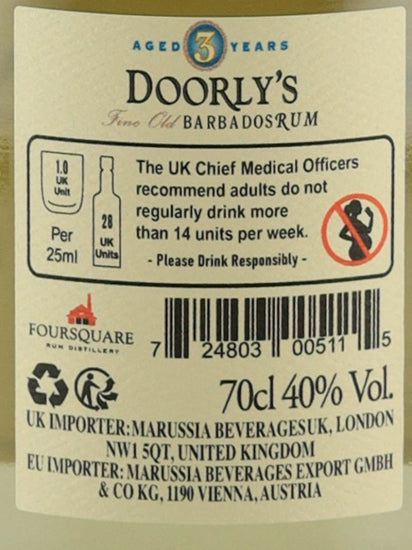 AGED 3 YEARS
DOORLY'S
Fine Old BARBADOS RUM
1.0
UK
Unit
Per
25ml
28
UK
Units
The UK Chief Medical Officers
recommend adults do not
regularly drink more
than 14 units per week.
- Please Drink Responsibly -
FOURSQUARE
RUM DISTILLERY
7 24803 00511 5
70cl 40% Vol.
UK IMPORTER: MARUSSIA BEVERAGESUK, LONDON
NW1 5QT, UNITED KINGDOM
EU IMPORTER: MARUSSIA BEVERAGES EXPORT GMBH
& CO KG, 1190 VIENNA, AUSTRIA